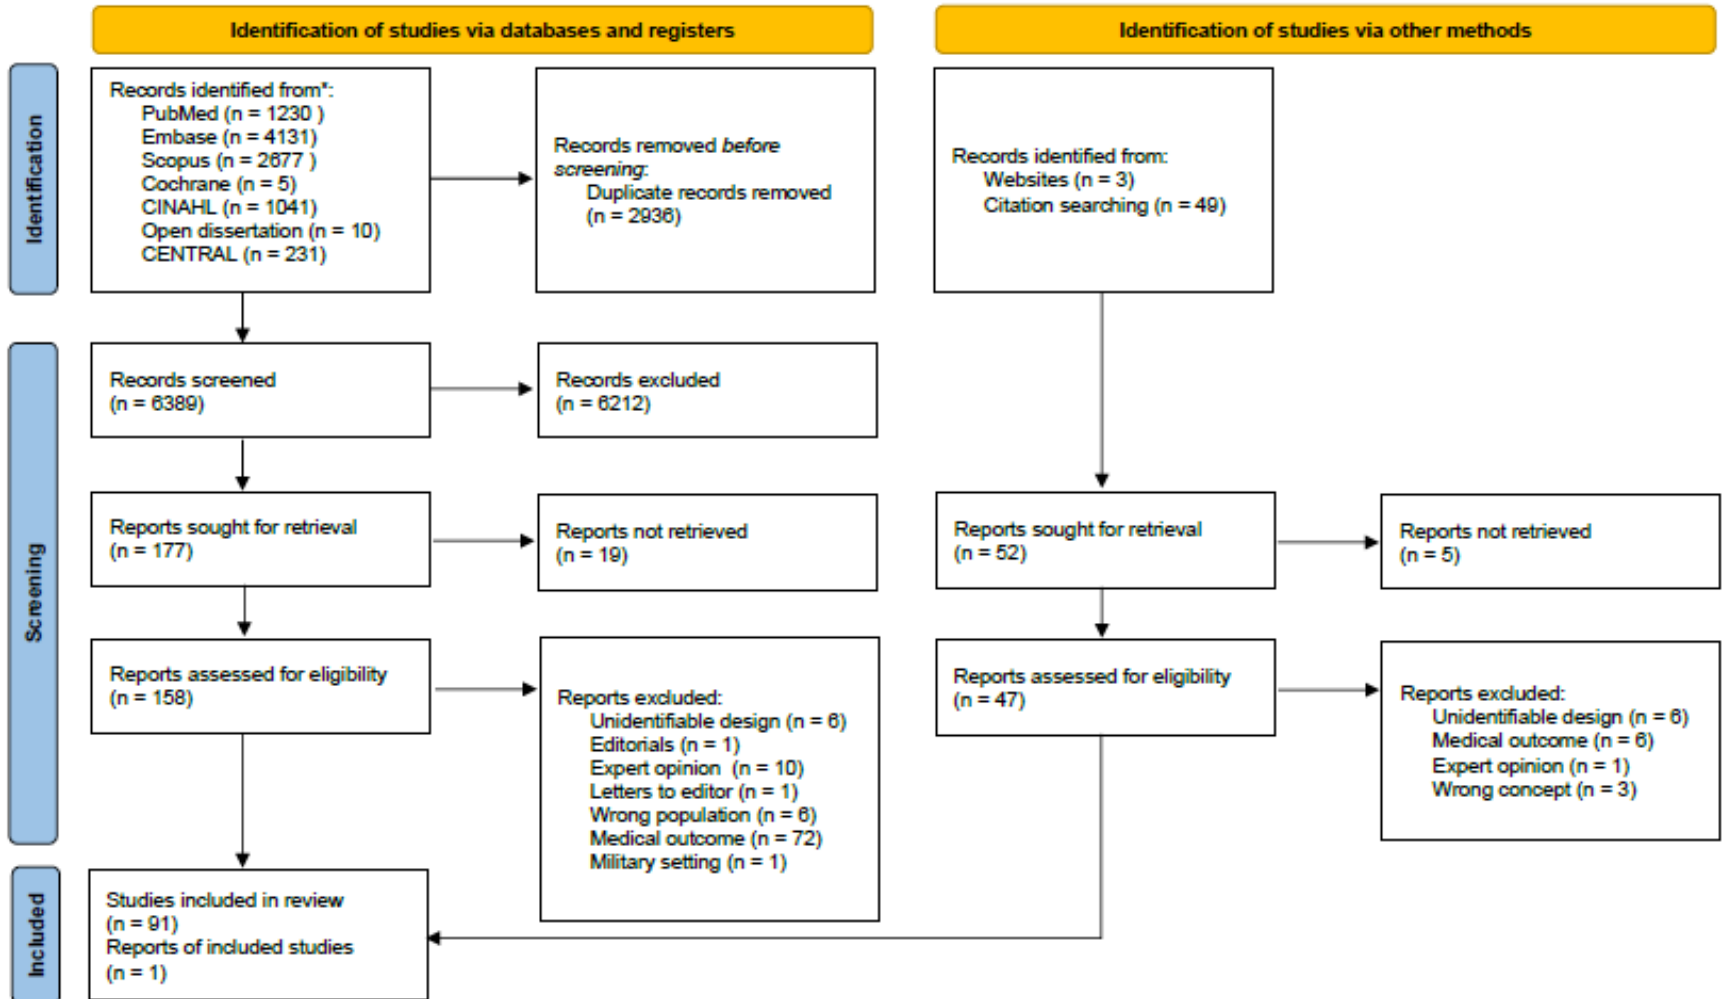 Identification of studies via databases and registers
Identification of studies via other methods
Identification
Records identified from*:
PubMed (n = 1230 )
Embase (n = 4131)
Scopus (n = 2677 )
Cochrane (n = 5)
CINAHL (n = 1041)
Open dissertation (n = 10)
CENTRAL (n = 231)
Records removed before
screening:
Duplicate records removed
(n = 2936)
Records identified from:
Websites (n = 3)
Citation searching (n = 49)
Screening
Records screened
(n = 6389)
Records excluded
(n = 6212)
Reports sought for retrieval
(n = 177)
Reports not retrieved
(n = 19)
Reports sought for retrieval
(n = 52)
Reports not retrieved
(n = 5)
Reports assessed for eligibility
(n = 158)
Reports excluded:
Unidentifiable design (n = 6)
Editorials (n = 1)
Expert opinion (n = 10)
Letters to editor (n = 1)
Wrong population (n = 6)
Medical outcome (n = 72)
Military setting (n = 1)
Reports assessed for eligibility
(n = 47)
Reports excluded:
Unidentifiable design (n = 6)
Medical outcome (n = 6)
Expert opinion (n = 1)
Wrong concept (n = 3)
Included
Studies included in review
(n = 91)
Reports of included studies
(n = 1)